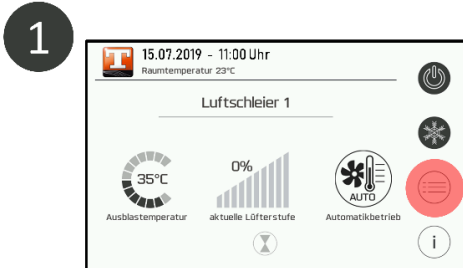 1
T
15.07.2019 - 11:00 Uhr
Raumtemperatur 23°C
Luftschleier 1
35°C
0%
AUTO
Ausblastemperatur
aktuelle Lüfterstufe
Automatikbetrieb
i